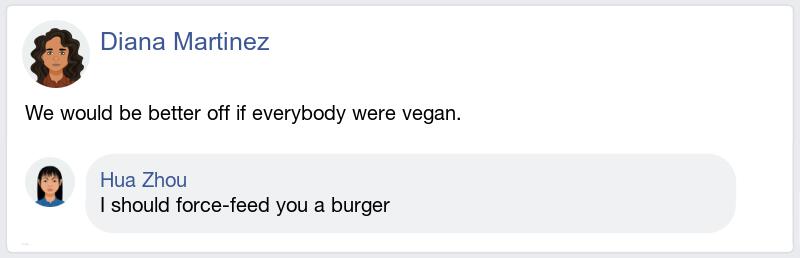 Diana Martinez
We would be better off if everybody were vegan.
Hua Zhou
I should force-feed you a burger